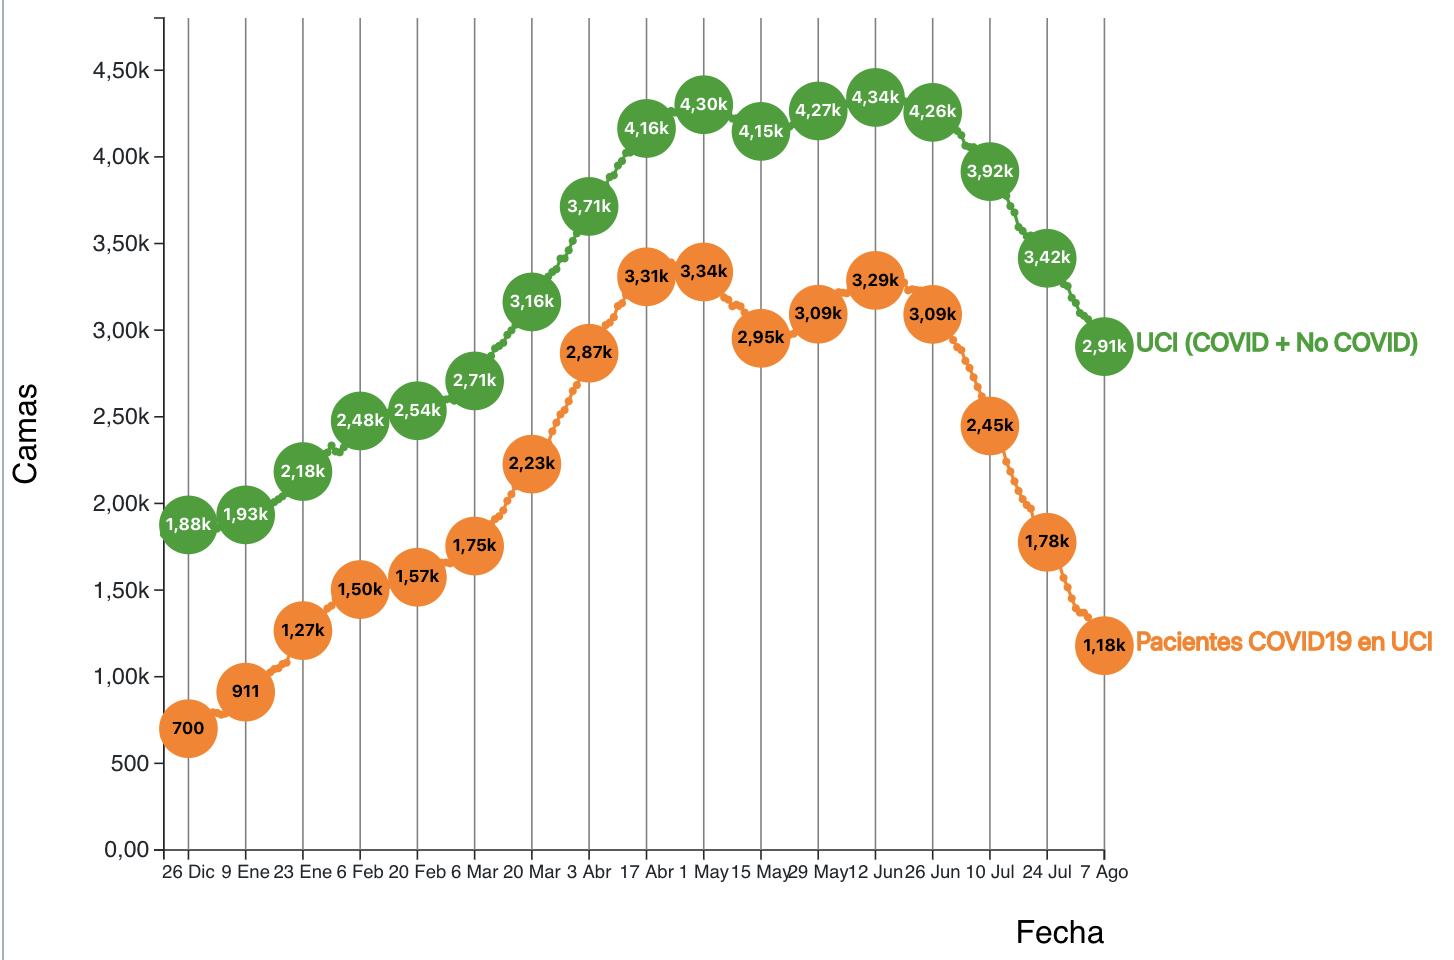 4,50k
4,00k
3,50k
3,00k
2,50k
2,00k
1,50k
1,00k
500
0,00
Camas
1,88k 1,93k 2,18k 2,48k 2,54k 2,71k 3,16k 3,71k 4,16k 4,30k 4,15k 4,27k 4,34k 4,26k 3,92k 3,42k 2,91k UCI (COVID + No COVID)
700 911 1,27k 1,50k 1,57k 1,75k 2,23k 2,87k 3,31k 3,34k 2,95k 3,09k 3,29k 3,09k 2,45k 1,78k 1,18k Pacientes COVID19 en UCI
26 Dic 9 Ene 23 Ene 6 Feb 20 Feb 6 Mar 20 Mar 3 Abr 17 Abr 1 May 15 May 29 May 12 Jun 26 Jun 10 Jul 24 Jul 7 Ago
Fecha